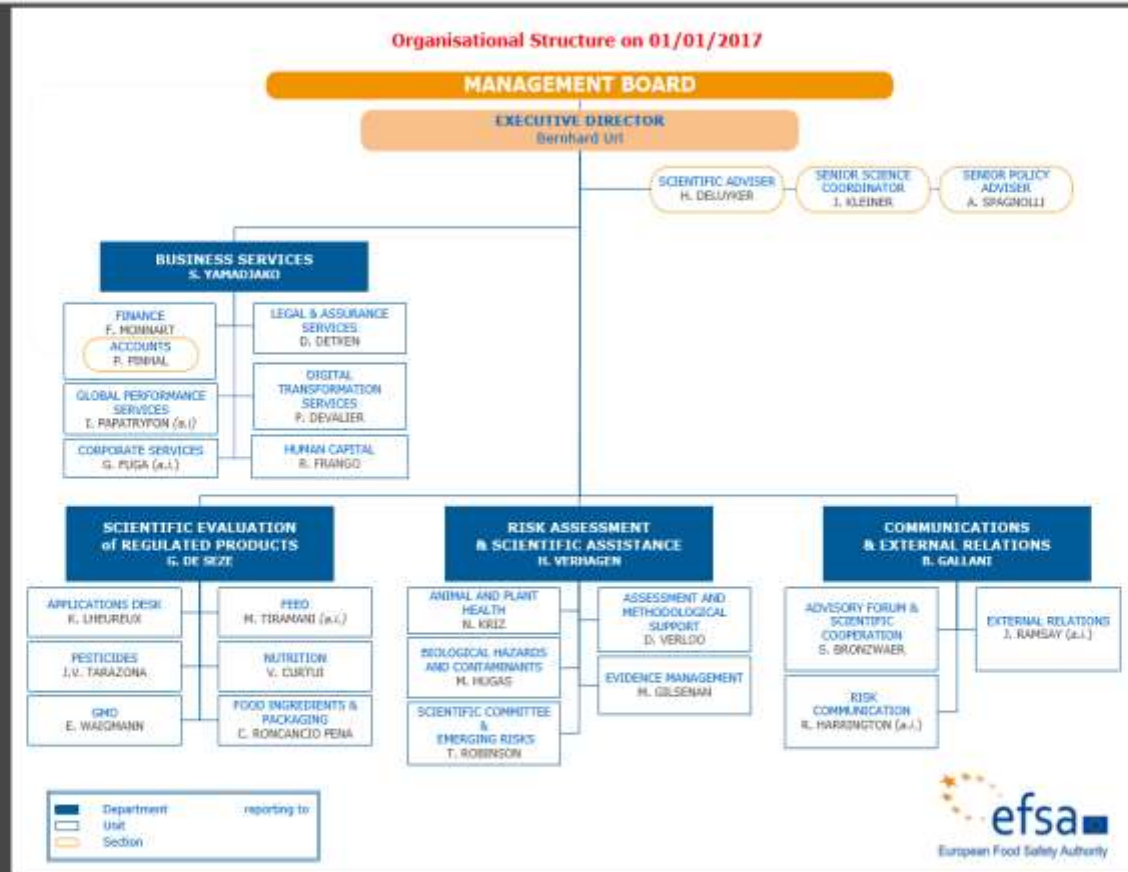 Organisational Structure on 01/01/2017
MANAGEMENT BOARD
EXECUTIVE DIRECTOR
Bernhard Url
SCIENTIFIC ADVISER
H. DELUYKER
SENIOR SCIENCE
COORDINATOR
J. KLEINER
SENIOR POLICY
ADVISER
A. SPAGNOLLI
BUSINESS SERVICES
S. YAMADJAKO
FINANCE
F. MONNART
ACCOUNTS
P. PINHAL
LEGAL & ASSURANCE
SERVICES
D. DETKEN
GLOBAL PERFORMANCE
SERVICES
I. PAPATRYFON (a.i)
DIGITAL
TRANSFORMATION
SERVICES
P. DEVALIER
CORPORATE SERVICES
G. FUGA (a.i.)
HUMAN CAPITAL
R. FRANGO
SCIENTIFIC EVALUATION
of REGULATED PRODUCTS
G. DE SEZE
APPLICATIONS DESK
K. LHEUREUX
FEED
M. TIRAMANI (a.i.)
PESTICIDES
J.V. TARAZONA
NUTRITION
V. CURTUI
GMO
E. WAIGMANN
FOOD INGREDIENTS &
PACKAGING
C. RONCANCIO PENA
RISK ASSESSMENT
& SCIENTIFIC ASSISTANCE
H. VERHAGEN
ANIMAL AND PLANT
HEALTH
N. KRIZ
ASSESSMENT AND
METHODOLOGICAL
SUPPORT
D. VERLOO
BIOLOGICAL HAZARDS
AND CONTAMINANTS
M. HUGAS
EVIDENCE MANAGEMENT
M. GILSENAN
SCIENTIFIC COMMITTEE
&
EMERGING RISKS
T. ROBINSON
COMMUNICATIONS
& EXTERNAL RELATIONS
B. GALLANI
ADVISORY FORUM &
SCIENTIFIC
COOPERATION
S. BRONZWAER
EXTERNAL RELATIONS
J. RAMSAY (a.i.)
RISK
COMMUNICATION
R. HARRINGTON (a.i.)
Department reporting to
Unit
Section
efsa
European Food Safety Authority